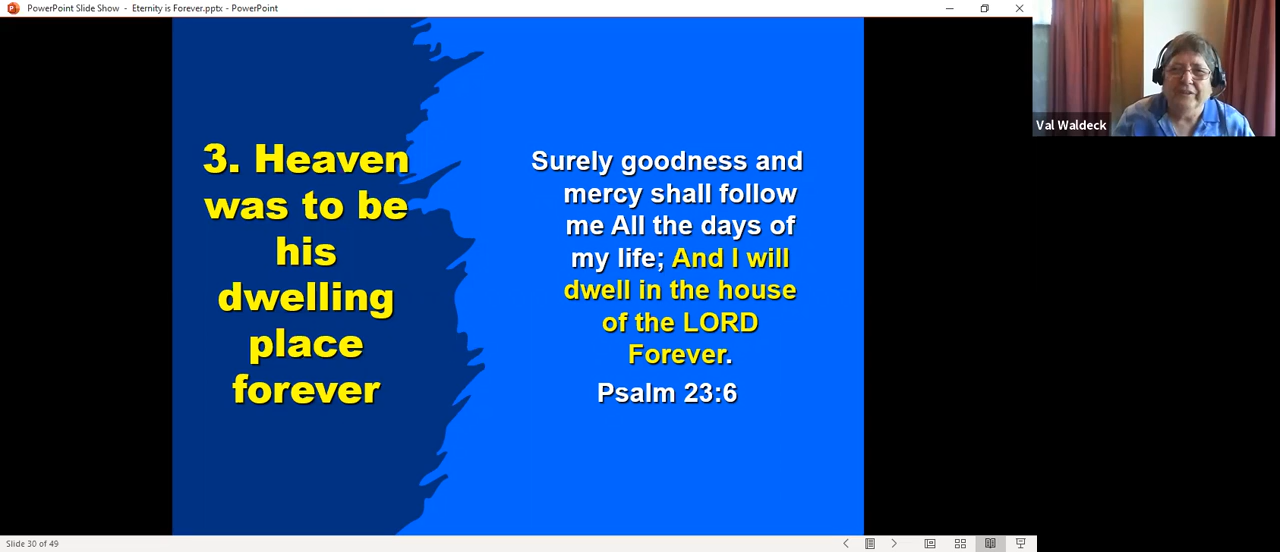 PowerPoint Slide Show - Eternity is Forever.pptx - PowerPoint
Val Waldeck
3. Heaven
was to be
his
dwelling
place
forever
Surely goodness and
mercy shall follow
me All the days of
my life; And I will
dwell in the house
of the LORD
Forever.
Psalm 23:6
Slide 30 of 49